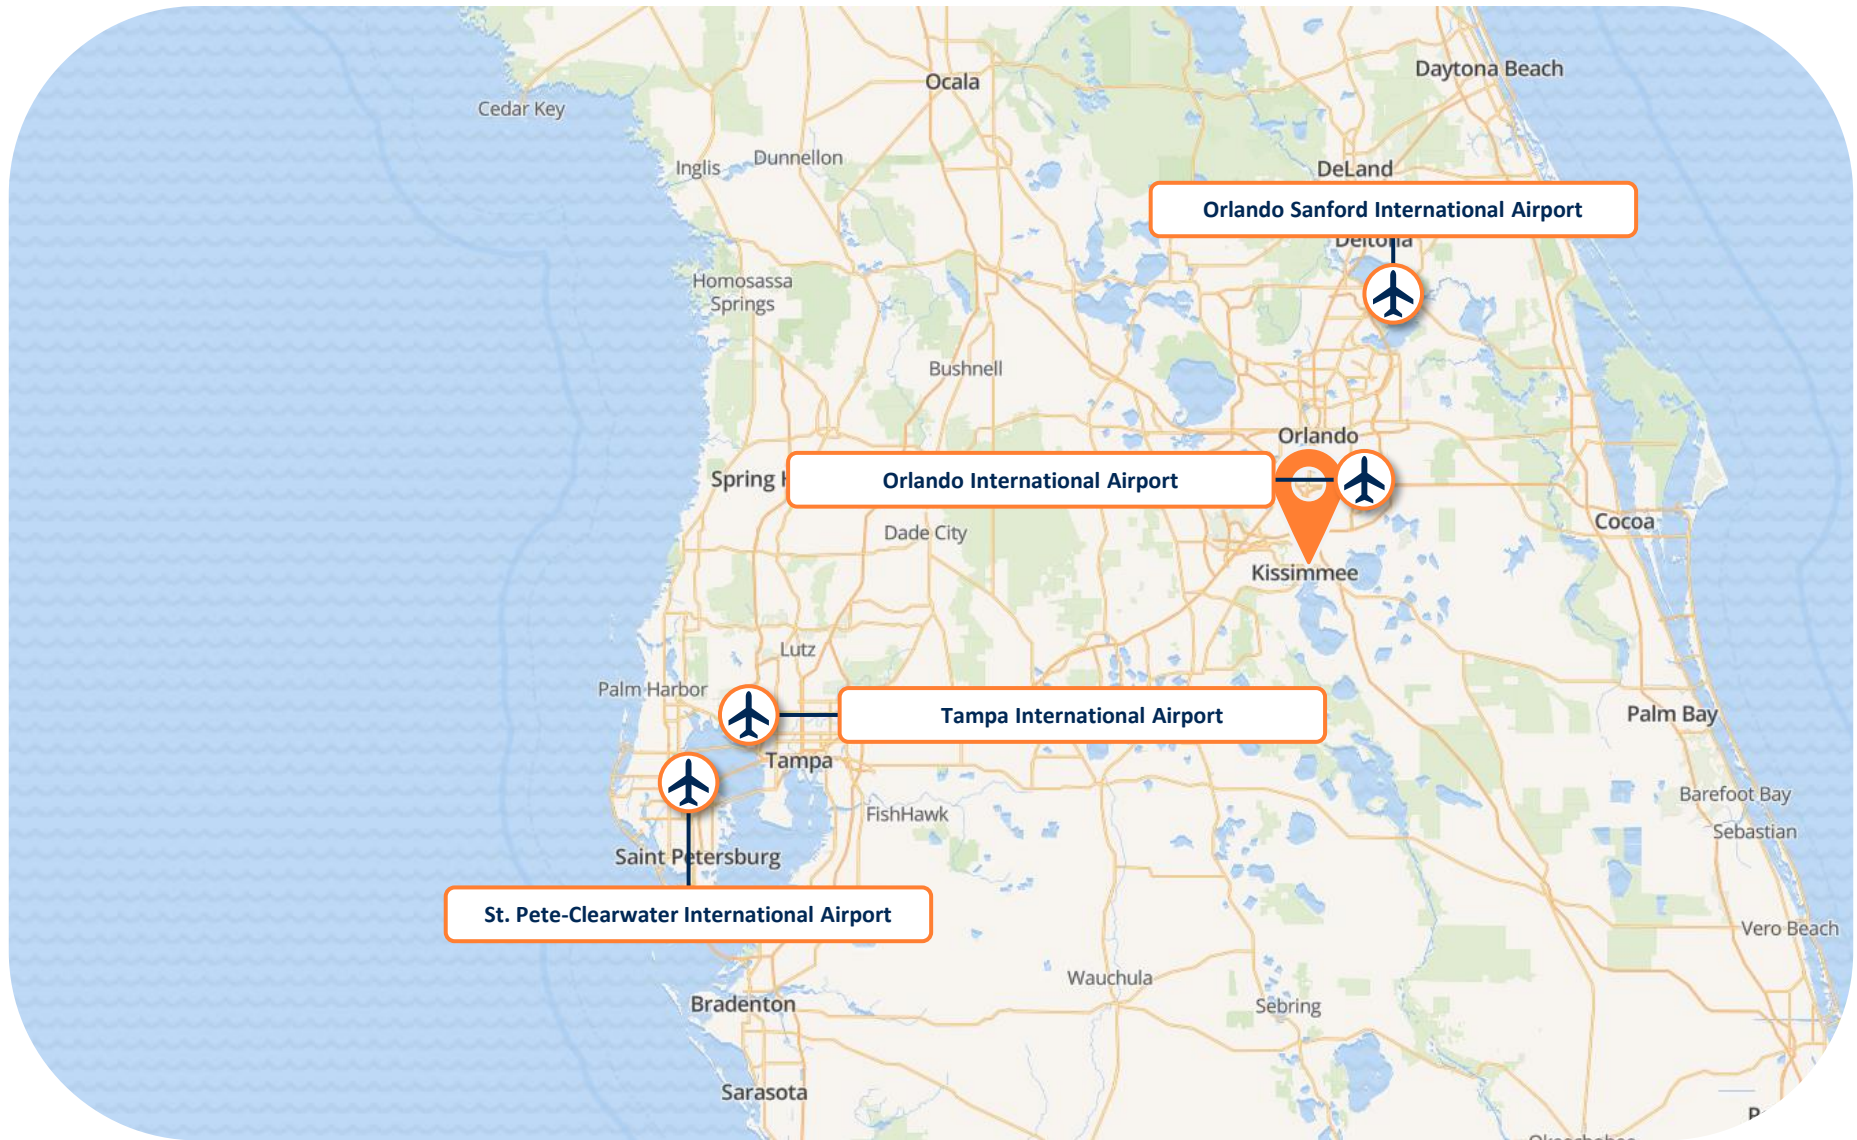 Daytona Beach
Ocala
Cedar Key
Dunnellon
Inglis
DeLand
Orlando Sanford International Airport
Deltona
Homosassa
Springs
Bushnell
Orlando
Spring
Orlando International Airport
Cocoa
Dade City
Kissimmee
Lutz
Palm Harbor
Tampa International Airport
Palm Bay
Tampa
Barefoot Bay
FishHawk
Sebastian
Saint Petersburg
St. Pete-Clearwater International Airport
Vero Beach
Wauchula
Bradenton
Sebring
Sarasota